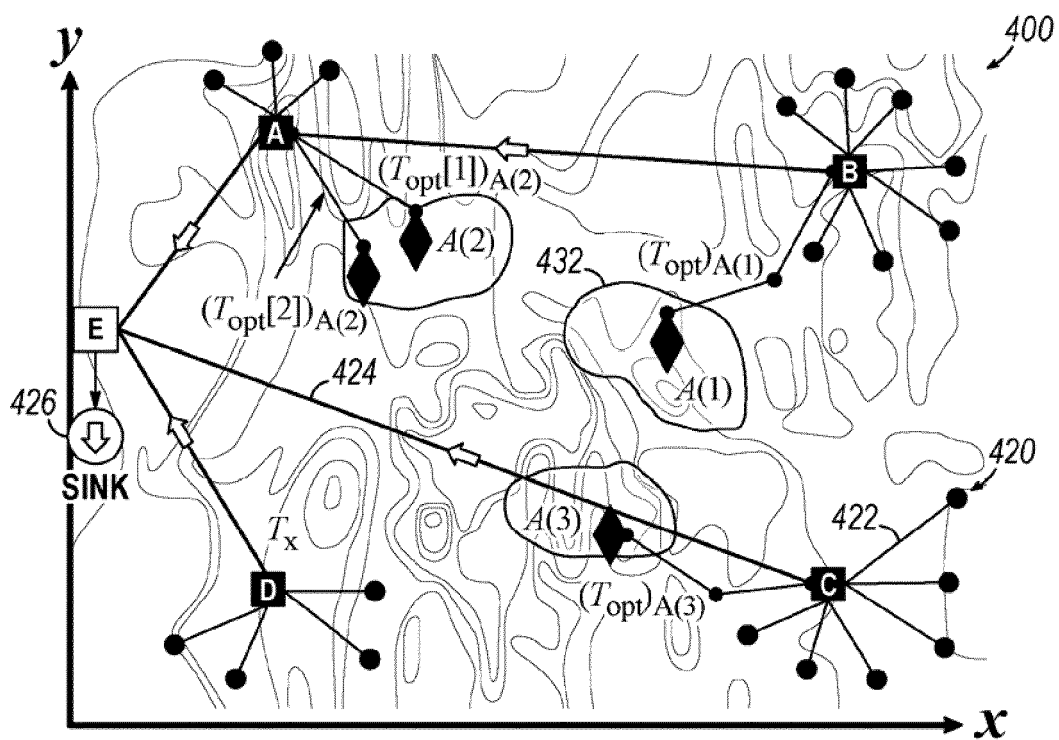 y
400
A
B
(Topt[1])A(2)
A(2)
432
(Topt)A(1)
(Topt[2])A(2)
E
424
A(1)
426
SINK
420
A(3)
422
Tx
D
C
(Topt)A(3)
x